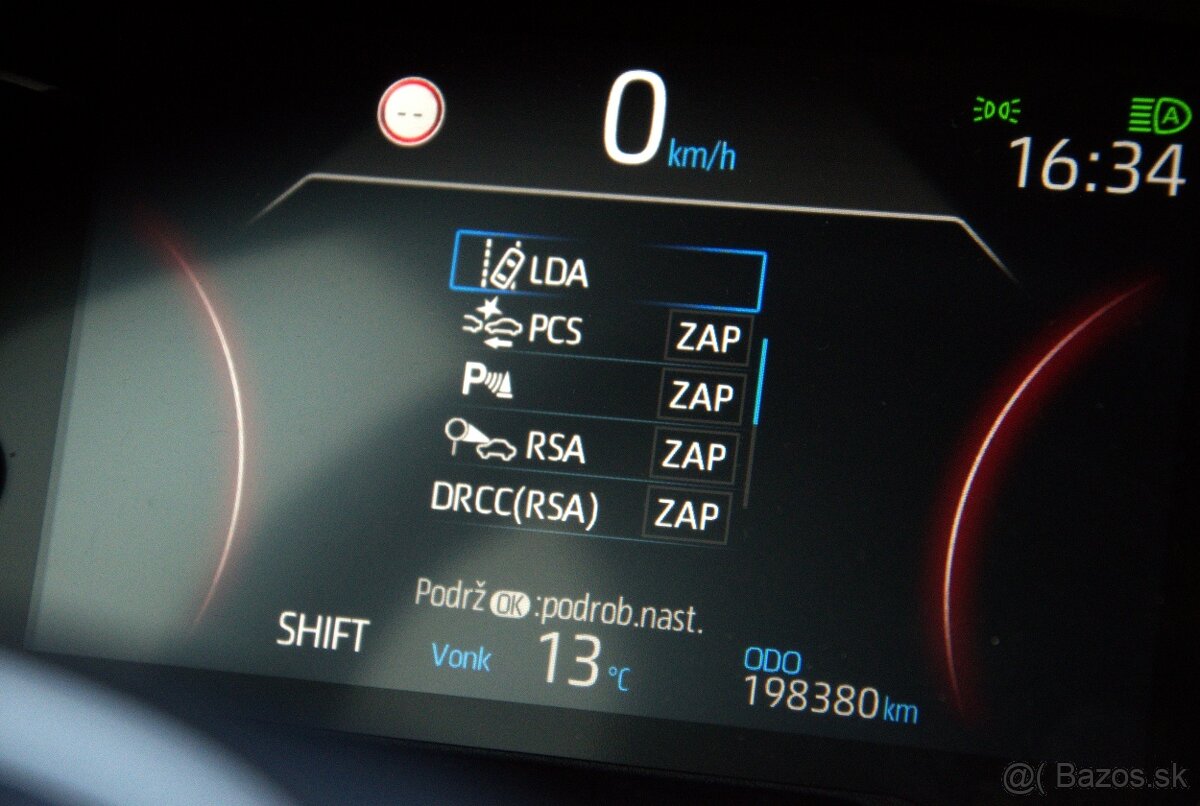 -- 0 km/h
A
16:34
LDA
PCS ZAP
P ZAP
RSA ZAP
DRCC(RSA) ZAP
Podrž OK :podrob.nast.
SHIFT Vonk 13 °C ODO
198380 km
@( Bazos.sk